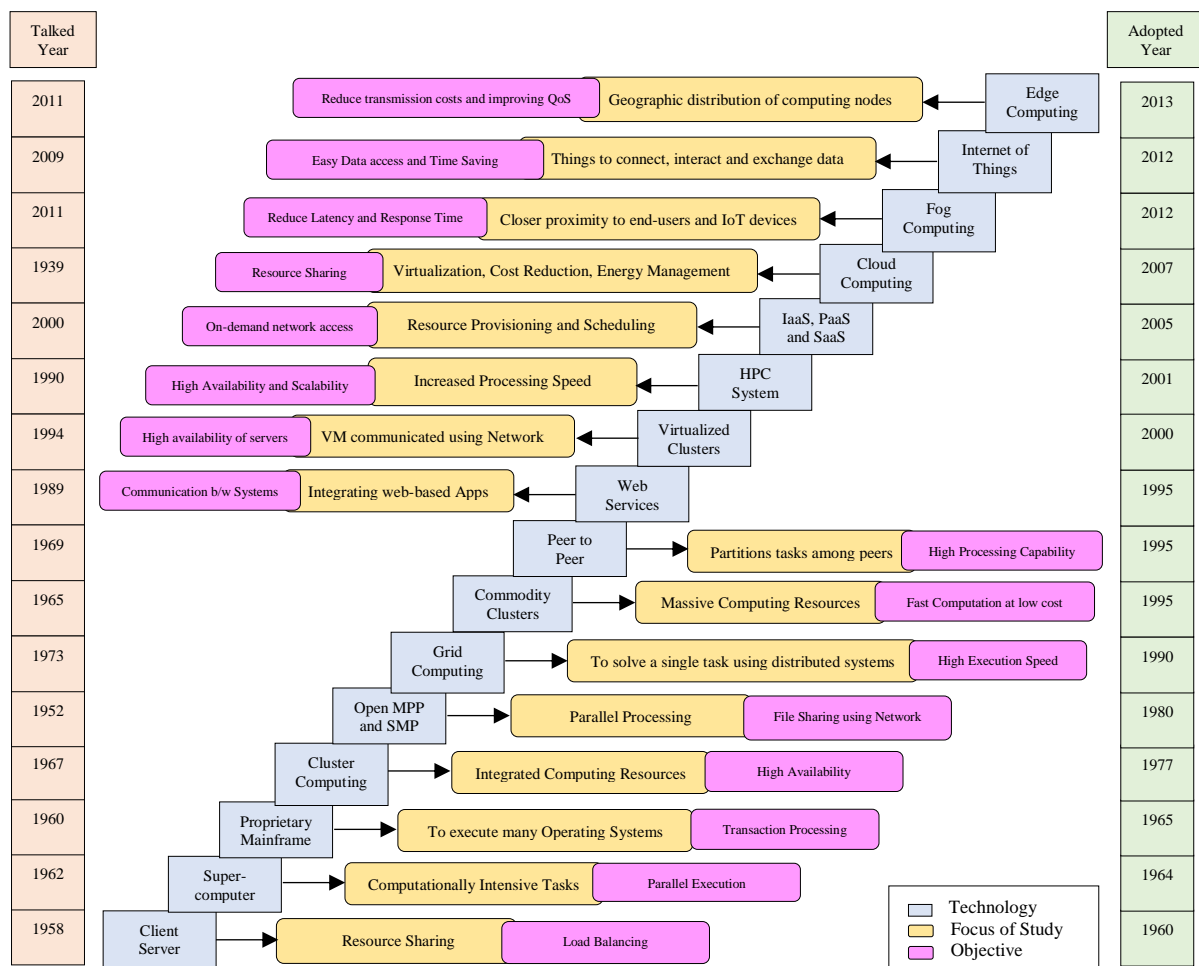 Talked
Year
Adopted
Year
2011
Reduce transmission costs and improving QoS
Geographic distribution of computing nodes
Edge
Computing
2013
2009
Easy Data access and Time Saving
Things to connect, interact and exchange data
Internet of
Things
2012
2011
Reduce Latency and Response Time
Closer proximity to end-users and IoT devices
Fog
Computing
2012
1939
Resource Sharing
Virtualization, Cost Reduction, Energy Management
Cloud
Computing
2007
2000
On-demand network access
Resource Provisioning and Scheduling
IaaS, PaaS
and SaaS
2005
1990
High Availability and Scalability
Increased Processing Speed
HPC
System
2001
1994
High availability of servers
VM communicated using Network
Virtualized
Clusters
2000
1989
Communication b/w Systems
Integrating web-based Apps
Web
Services
1995
1969
Peer to
Peer
Partitions tasks among peers
High Processing Capability
1995
1965
Commodity
Clusters
Massive Computing Resources
Fast Computation at low cost
1995
1973
Grid
Computing
To solve a single task using distributed systems
High Execution Speed
1990
1952
Open MPP
and SMP
Parallel Processing
File Sharing using Network
1980
1967
Cluster
Computing
Integrated Computing Resources
High Availability
1977
1960
Proprietary
Mainframe
To execute many Operating Systems
Transaction Processing
1965
1962
Super-
computer
Computationally Intensive Tasks
Parallel Execution
1964
1958
Client
Server
Resource Sharing
Load Balancing
1960
Technology
Focus of Study
Objective